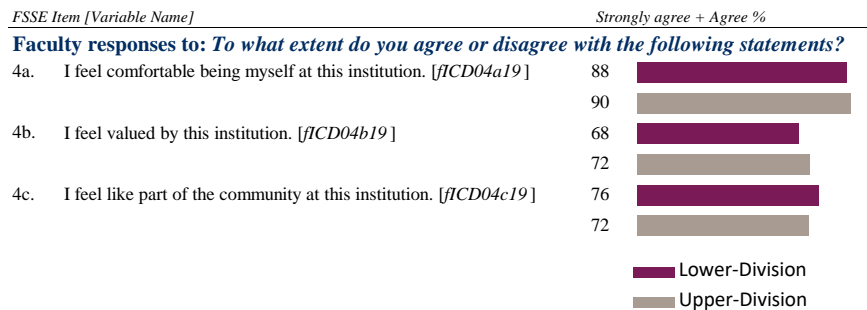 FSSE Item [Variable Name] Strongly agree + Agree %
Faculty responses to: To what extent do you agree or disagree with the following statements?
4a. I feel comfortable being myself at this institution. [fICD04a19] 88
90
4b. I feel valued by this institution. [fICD04b19] 68
72
4c. I feel like part of the community at this institution. [fICD04c19] 76
72
Lower-Division
Upper-Division